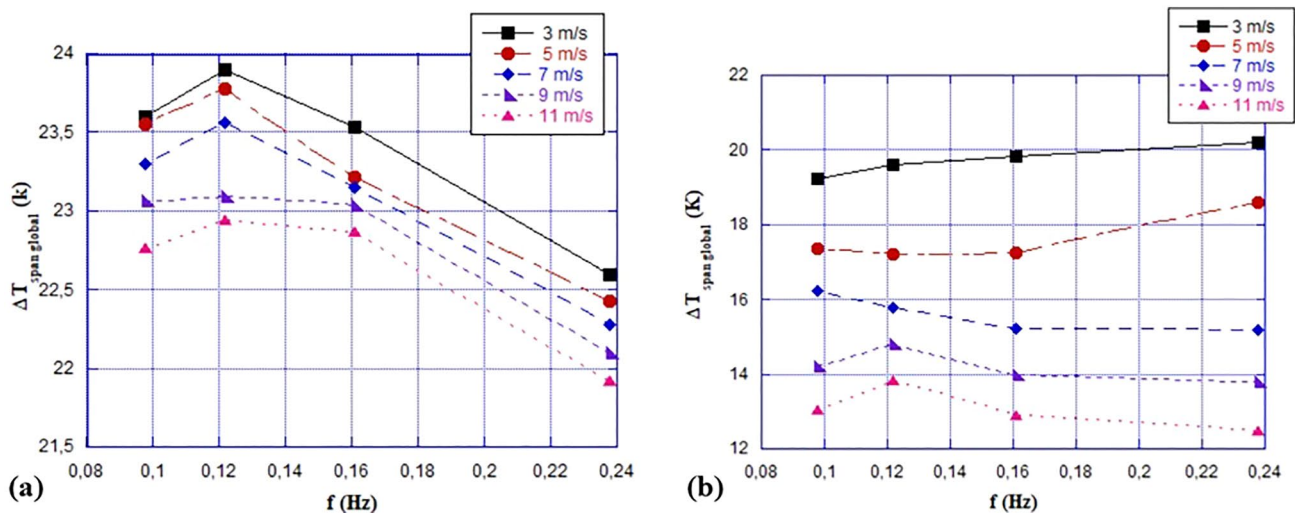 3 m/s
5 m/s
7 m/s
9 m/s
11 m/s
24
23,5
23
22,5
22
21,5
ΔT span global (k)
0,08 0,1 0,12 0,14 0,16 0,18 0,2 0,22 0,24
f (Hz)
(a)
3 m/s
5 m/s
7 m/s
9 m/s
11 m/s
22
20
18
16
14
12
ΔT span global (K)
0,08 0,1 0,12 0,14 0,16 0,18 0,2 0,22 0,24
f (Hz)
(b)